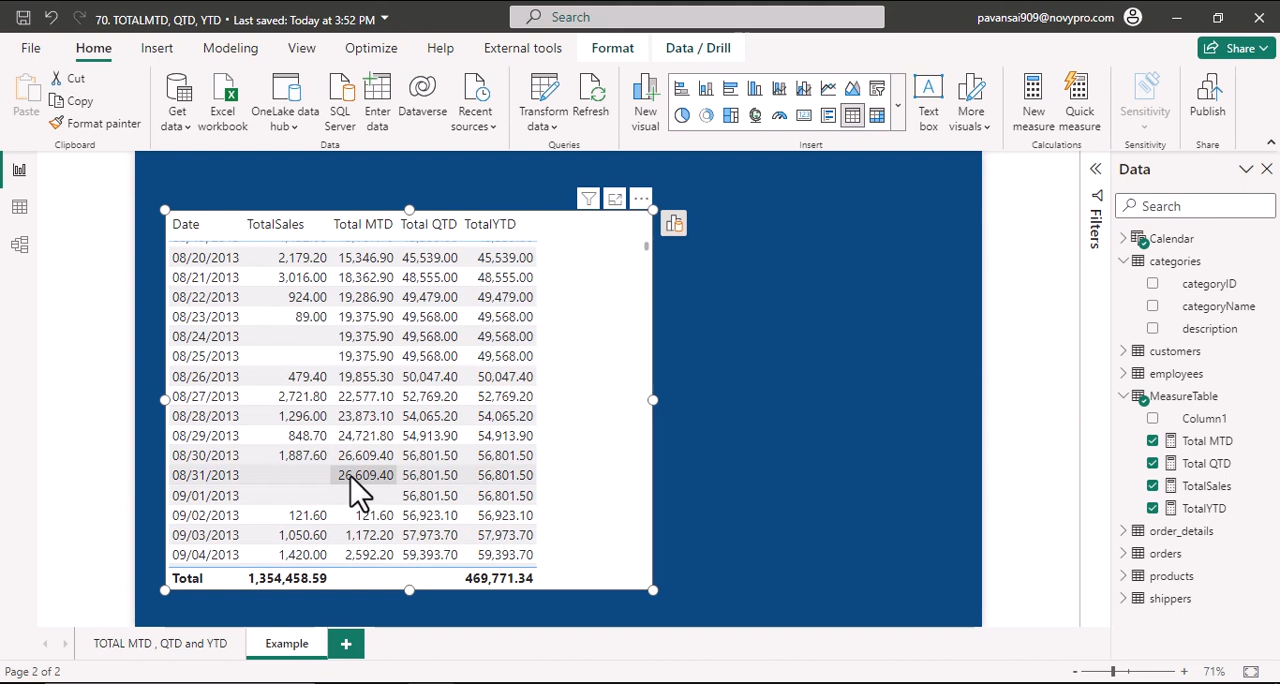 70. TOTALMTD, QTD, YTD • Last saved: Today at 3:52 PM
Search
pavansai909@novypro.com
File Home Insert Modeling View Optimize Help External tools Format Data / Drill Share
Paste
Cut
Copy
Format painter
Clipboard
Get data
Excel workbook
OneLake data hub
SQL Server
Enter data
Dataverse
Recent sources
Data
Transform data
Refresh
Queries
New visual
Text box
More visuals
Insert
New measure
Quick measure
Calculations
Sensitivity
Sensitivity
Publish
Share
Date TotalSales Total MTD Total QTD TotalYTD
08/20/2013 2,179.20 15,346.90 45,539.00 45,539.00
08/21/2013 3,016.00 18,362.90 48,555.00 48,555.00
08/22/2013 924.00 19,286.90 49,479.00 49,479.00
08/23/2013 89.00 19,375.90 49,568.00 49,568.00
08/24/2013 19,375.90 49,568.00 49,568.00
08/25/2013 19,375.90 49,568.00 49,568.00
08/26/2013 479.40 19,855.30 50,047.40 50,047.40
08/27/2013 2,721.80 22,577.10 52,769.20 52,769.20
08/28/2013 1,296.00 23,873.10 54,065.20 54,065.20
08/29/2013 848.70 24,721.80 54,913.90 54,913.90
08/30/2013 1,887.60 26,609.40 56,801.50 56,801.50
08/31/2013 26,609.40 56,801.50 56,801.50
09/01/2013 56,801.50 56,801.50
09/02/2013 121.60 121.60 56,923.10 56,923.10
09/03/2013 1,050.60 1,172.20 57,973.70 57,973.70
09/04/2013 1,420.00 2,592.20 59,393.70 59,393.70
Total 1,354,458.59 469,771.34
Filters
Data
Search
Calendar
categories
categoryID
categoryName
description
customers
employees
MeasureTable
Column1
Total MTD
Total QTD
TotalSales
TotalYTD
order_details
orders
products
shippers
TOTAL MTD , QTD and YTD Example
Page 2 of 2
71%